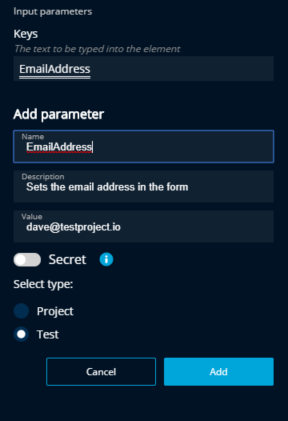 Input parameters
Keys
The text to be typed into the element
EmailAddress
Add parameter
Name
EmailAddress
Description
Sets the email address in the form
Value
dave@testproject.io
Secret i
Select type:
Project
Test
Cancel Add